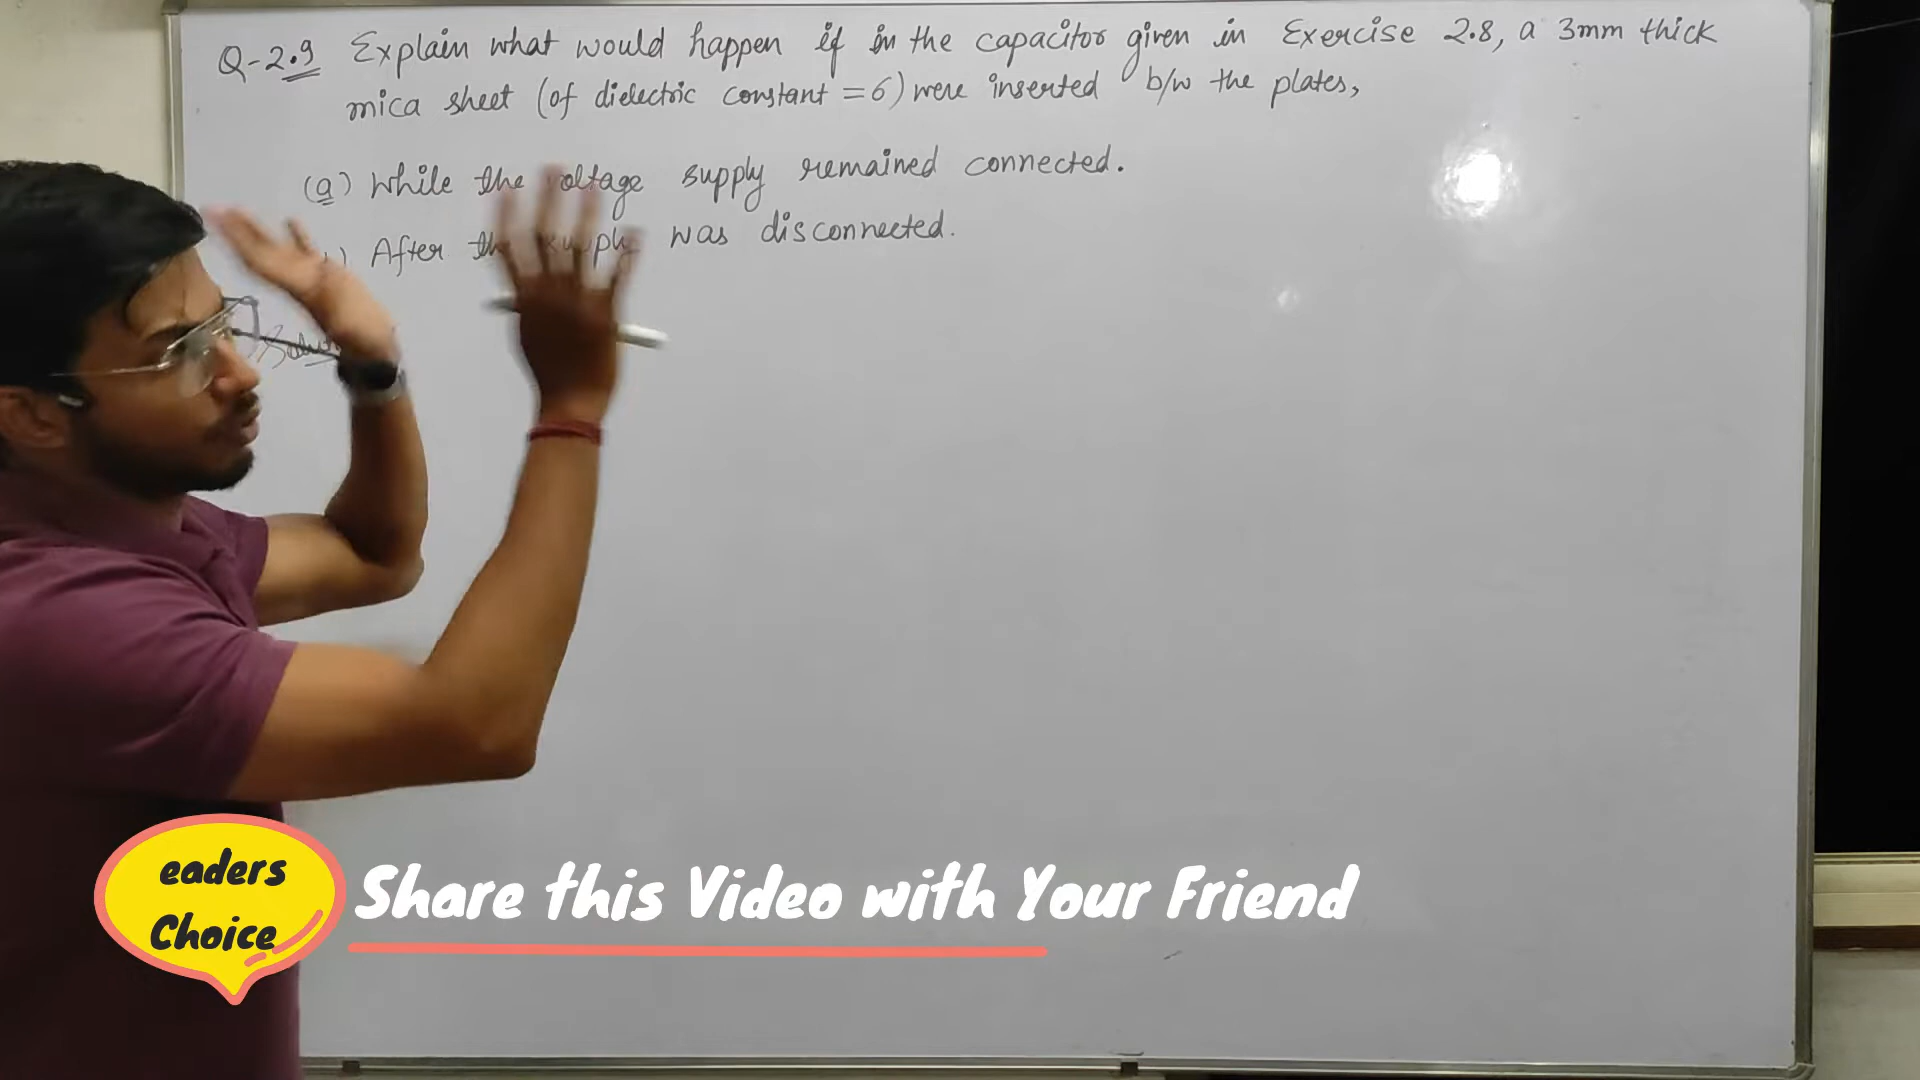 Q-2.9 Explain what would happen if in the capacitor given in Exercise 2.8, a 3mm thick
mica sheet (of dielectric constant = 6) were inserted b/w the plates,
(a) While the voltage supply remained connected.
After the supply was disconnected.
eaders
Choice
Share this Video with Your Friend